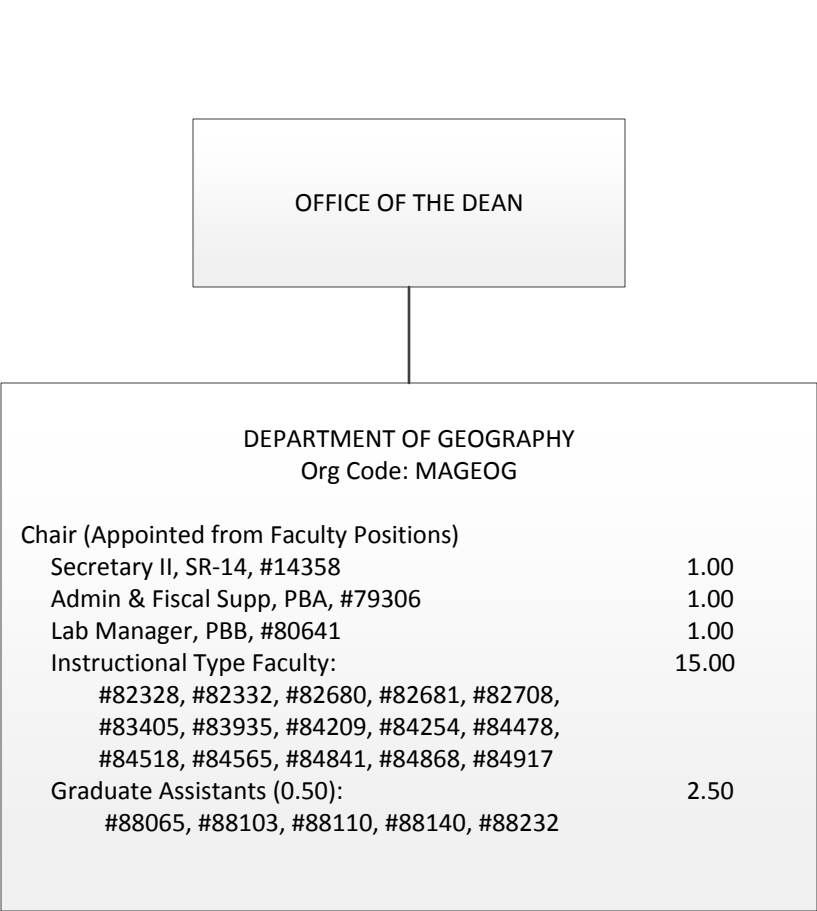 OFFICE OF THE DEAN
DEPARTMENT OF GEOGRAPHY
Org Code: MAGEOG
Chair (Appointed from Faculty Positions)
Secretary II, SR-14, #14358 1.00
Admin & Fiscal Supp, PBA, #79306 1.00
Lab Manager, PBB, #80641 1.00
Instructional Type Faculty: 15.00
#82328, #82332, #82680, #82681, #82708,
#83405, #83935, #84209, #84254, #84478,
#84518, #84565, #84841, #84868, #84917
Graduate Assistants (0.50): 2.50
#88065, #88103, #88110, #88140, #88232